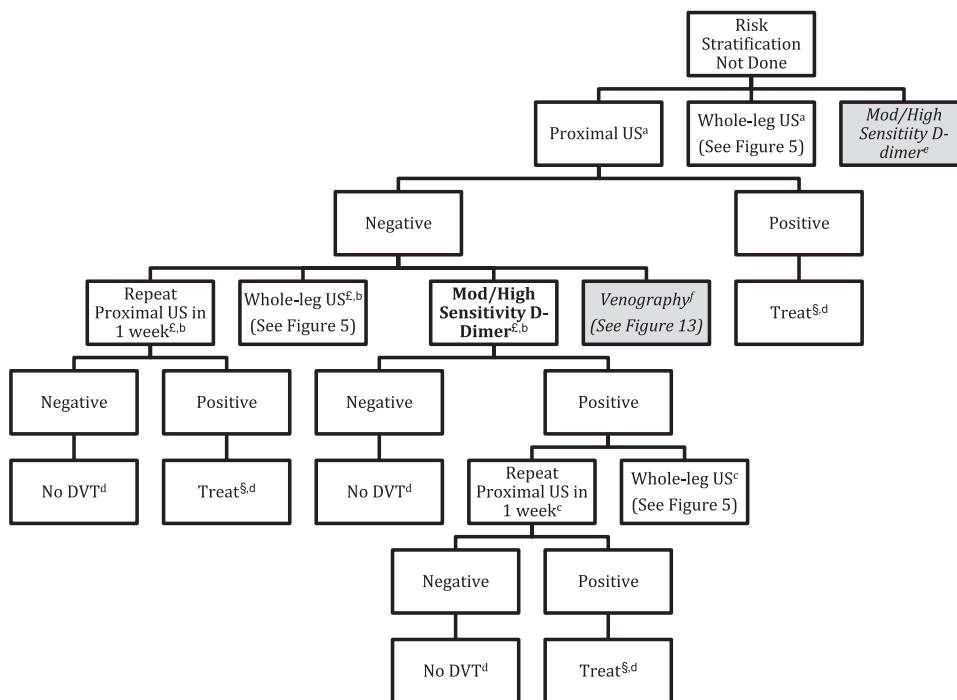 Risk
Stratification
Not Done
Proximal USᵃ
Whole-leg USᵃ
(See Figure 5)
Mod/High
Sensitiity D-
dimerᵉ
Negative
Positive
Repeat
Proximal US in
1 week£,ᵇ
Whole-leg US£,ᵇ
(See Figure 5)
Mod/High
Sensitivity D-
Dimer£,ᵇ
Venographyᶠ
(See Figure 13)
Treat§,ᵈ
Negative
Positive
Negative
Positive
No DVTᵈ
Treat§,ᵈ
No DVTᵈ
Repeat
Proximal US in
1 weekᶜ
Whole-leg USᶜ
(See Figure 5)
Negative
Positive
No DVTᵈ
Treat§,ᵈ